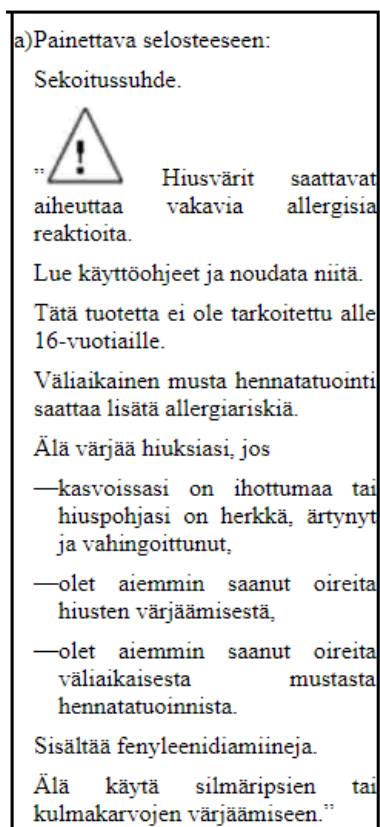 a)Painettava selosteeseen:
Sekoitussuhde.
” Hiusvärit saattavat
aiheuttaa vakavia allergisia
reaktioita.
Lue käyttöohjeet ja noudata niitä.
Tätä tuotetta ei ole tarkoitettu alle
16-vuotiaille.
Väliaikainen musta hennatatuointi
saattaa lisätä allergiariskiä.
Älä värjää hiuksiasi, jos
—kasvoissasi on ihottumaa tai
hiuspohjasi on herkkä, ärtynyt
ja vahingoittunut,
—olet aiemmin saanut oireita
hiusten värjäämisestä,
—olet aiemmin saanut oireita
väliaikaisesta mustasta
hennatatuoinnista.
Sisältää fenyleenidiamiineja.
Älä käytä silmäripsien tai
kulmakarvojen värjäämiseen.”